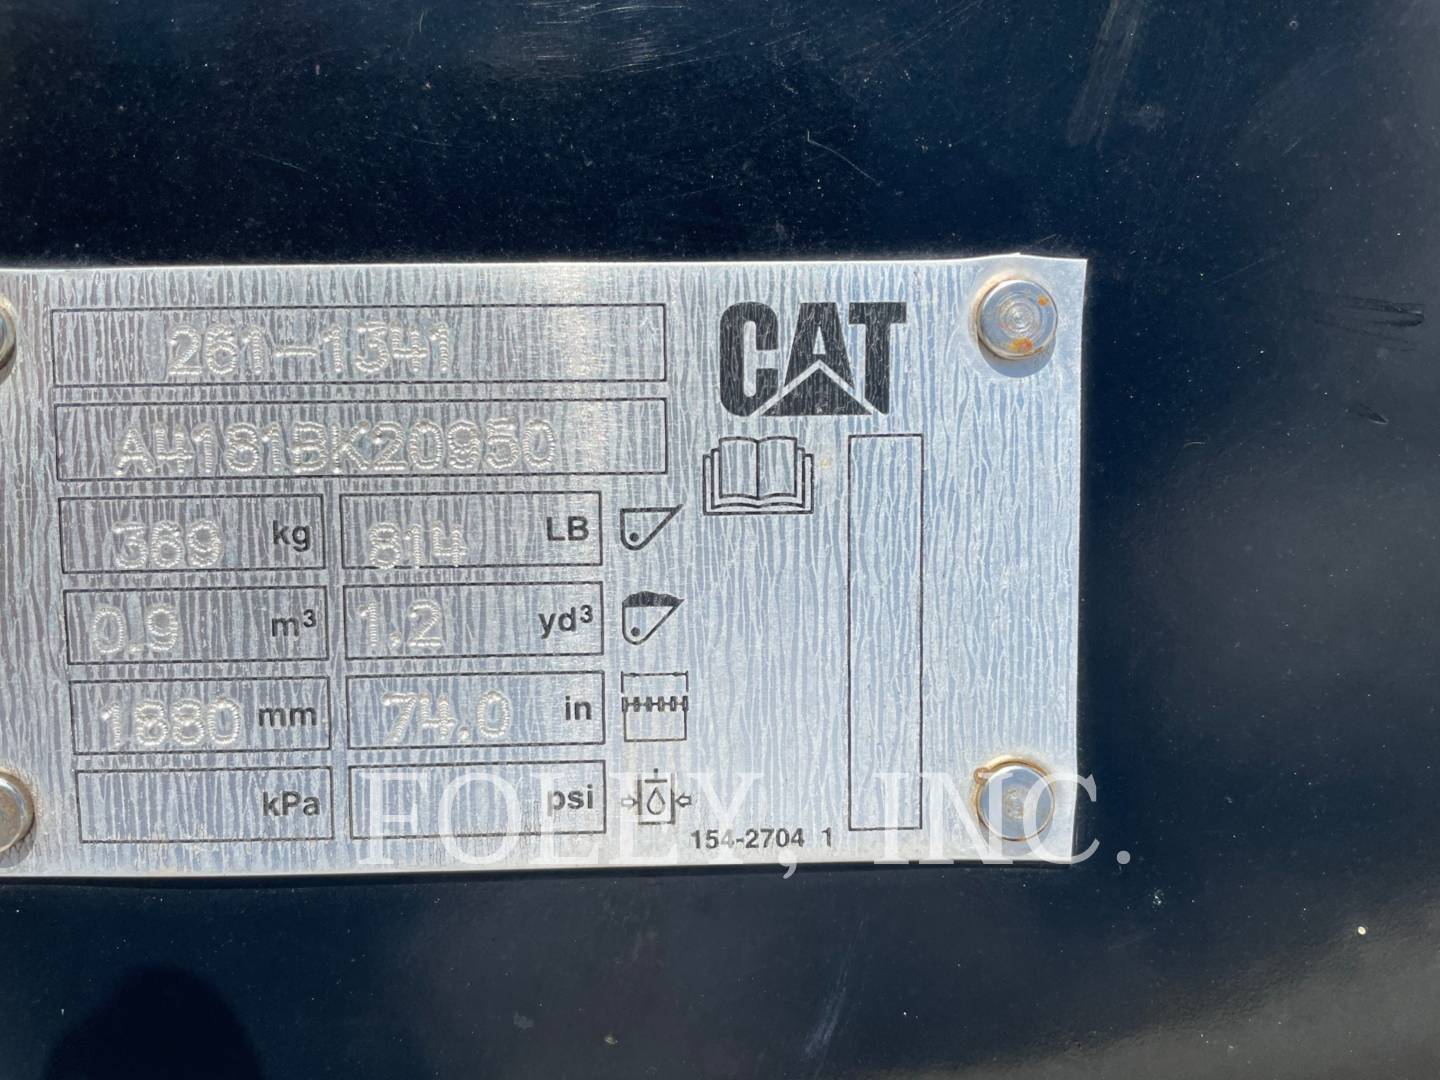 261-1341
CAT
A4181BK20950
369 kg 814 LB
0.9 m³ 1.2 yd³
1880 mm 74.0 in
kPa psi
154-2704 1
FOLEY, INC.